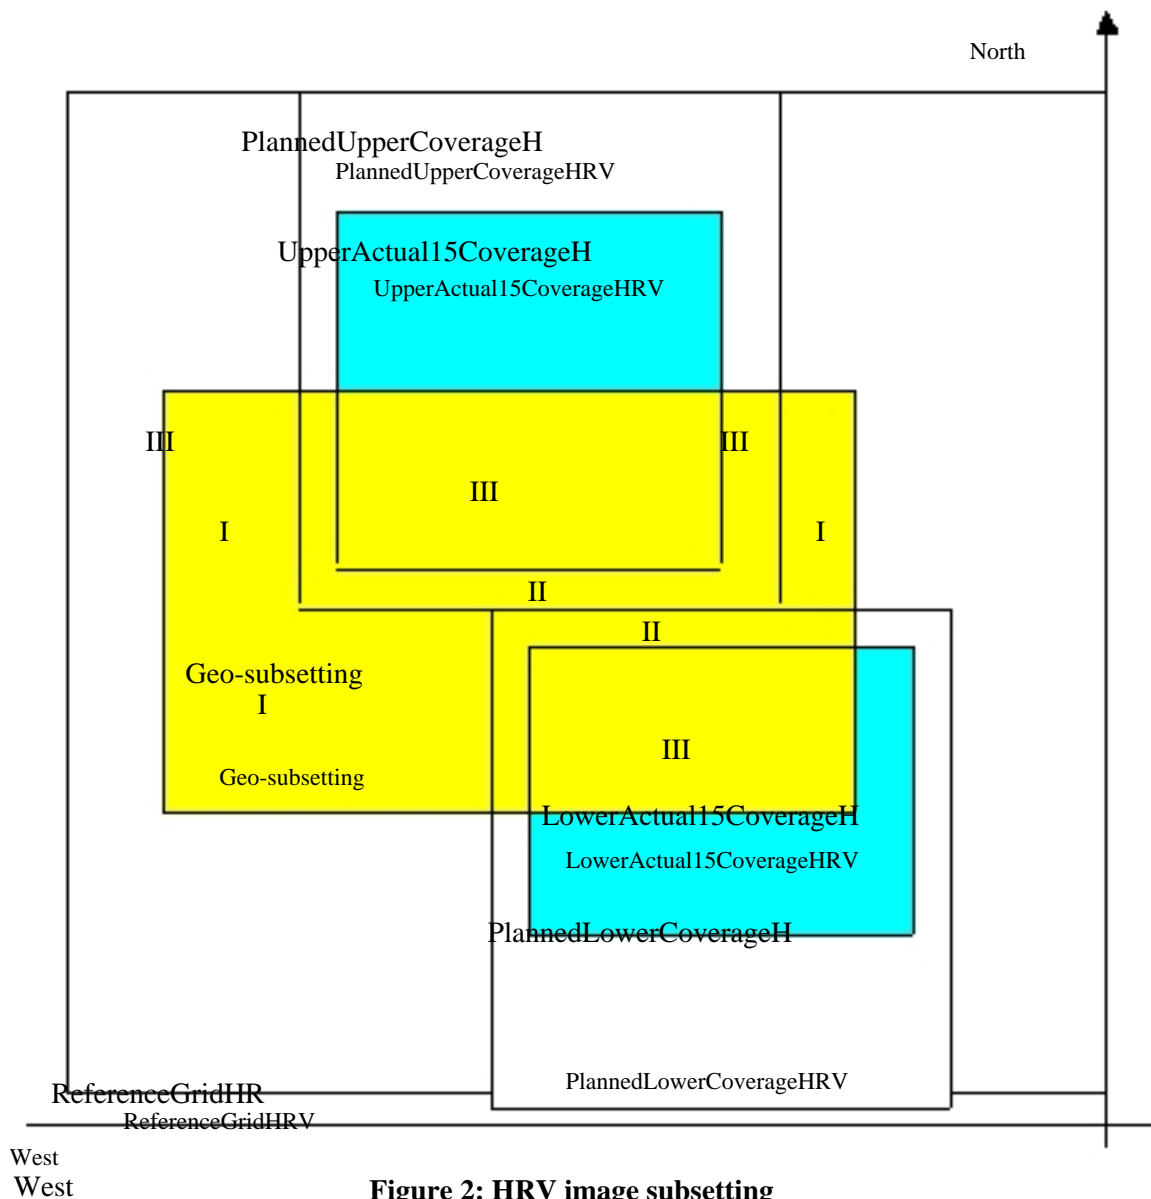 North
PlannedUpperCoverageH
PlannedUpperCoverageHRV
UpperActual15CoverageH
UpperActual15CoverageHRV
III
III
III
I
I
II
II
Geo-subsetting
I
III
Geo-subsetting
LowerActual15CoverageH
LowerActual15CoverageHRV
PlannedLowerCoverageH
PlannedLowerCoverageHRV
ReferenceGridHR
ReferenceGridHRV
West
West
Figure 2: HRV image subsetting